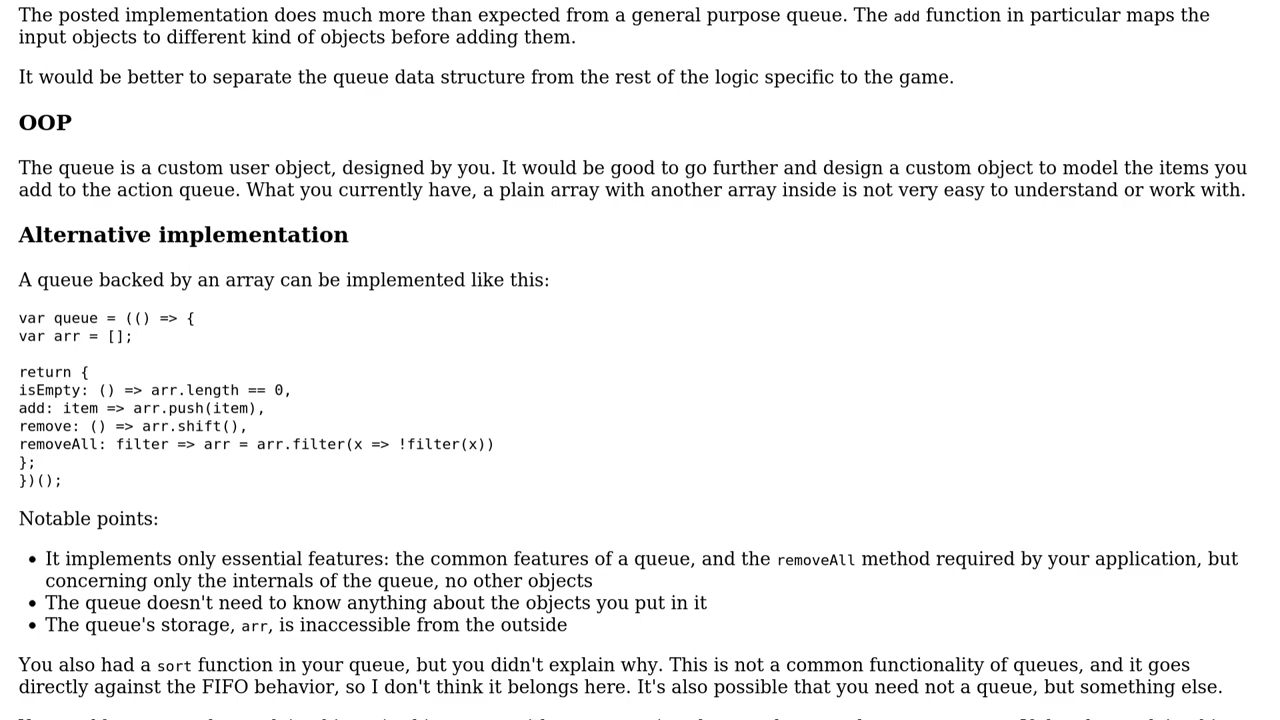 The posted implementation does much more than expected from a general purpose queue. The add function in particular maps the
input objects to different kind of objects before adding them.
It would be better to separate the queue data structure from the rest of the logic specific to the game.
OOP
The queue is a custom user object, designed by you. It would be good to go further and design a custom object to model the items you
add to the action queue. What you currently have, a plain array with another array inside is not very easy to understand or work with.
Alternative implementation
A queue backed by an array can be implemented like this:
var queue = (() => {
var arr = [];
return {
isEmpty: () => arr.length == 0,
add: item => arr.push(item),
remove: () => arr.shift(),
removeAll: filter => arr = arr.filter(x => !filter(x))
};
})();
Notable points:
• It implements only essential features: the common features of a queue, and the removeAll method required by your application, but
concerning only the internals of the queue, no other objects
• The queue doesn't need to know anything about the objects you put in it
• The queue's storage, arr, is inaccessible from the outside
You also had a sort function in your queue, but you didn't explain why. This is not a common functionality of queues, and it goes
directly against the FIFO behavior, so I don't think it belongs here. It's also possible that you need not a queue, but something else.